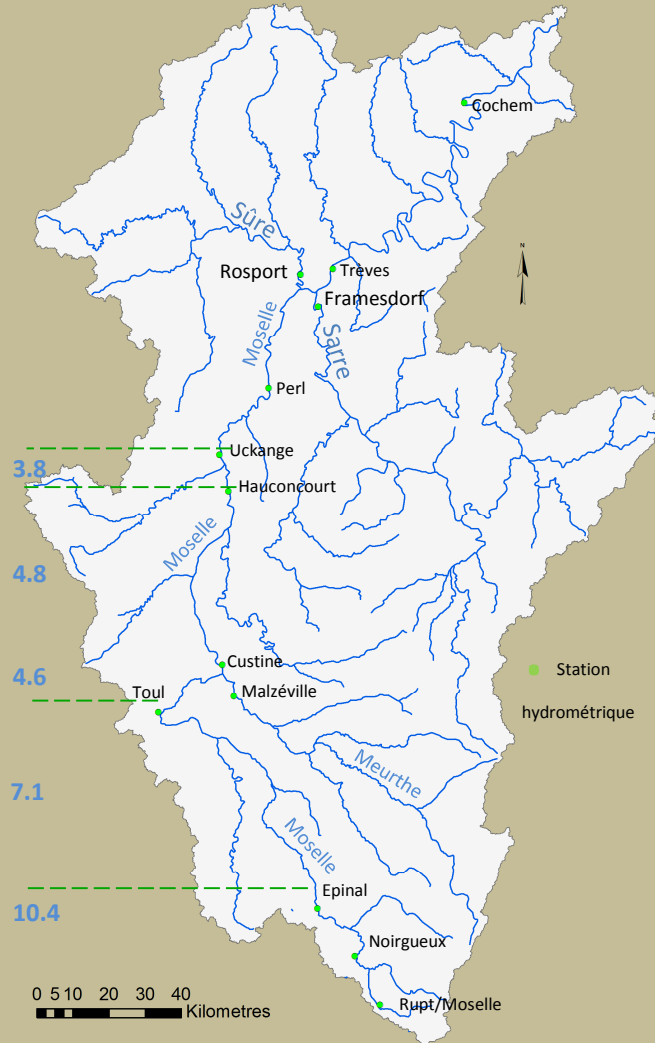 Cochem
Sûre
N
Rosport
Trèves
Framesdorf
Moselle
Sarre
Perl
Uckange
3.8
Hauconcourt
Moselle
4.8
Custine
4.6
Station
Toul
Malzéville
hydrométrique
Meurthe
7.1
Moselle
Epinal
10.4
Noirgueux
0 5 10 20 30 40
Kilometres
Rupt/Moselle